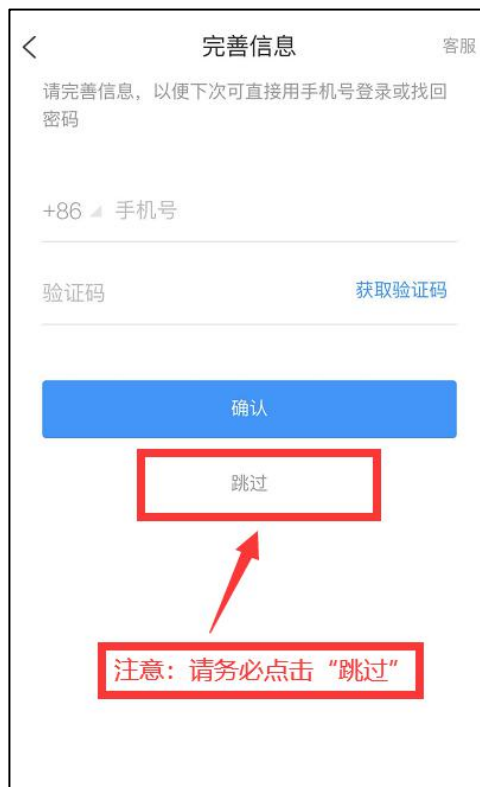 完善信息
客服
请完善信息，以便下次可直接用手机号登录或找回
密码
+86 手机号
验证码
获取验证码
确认
跳过
注意：请务必点击“跳过”